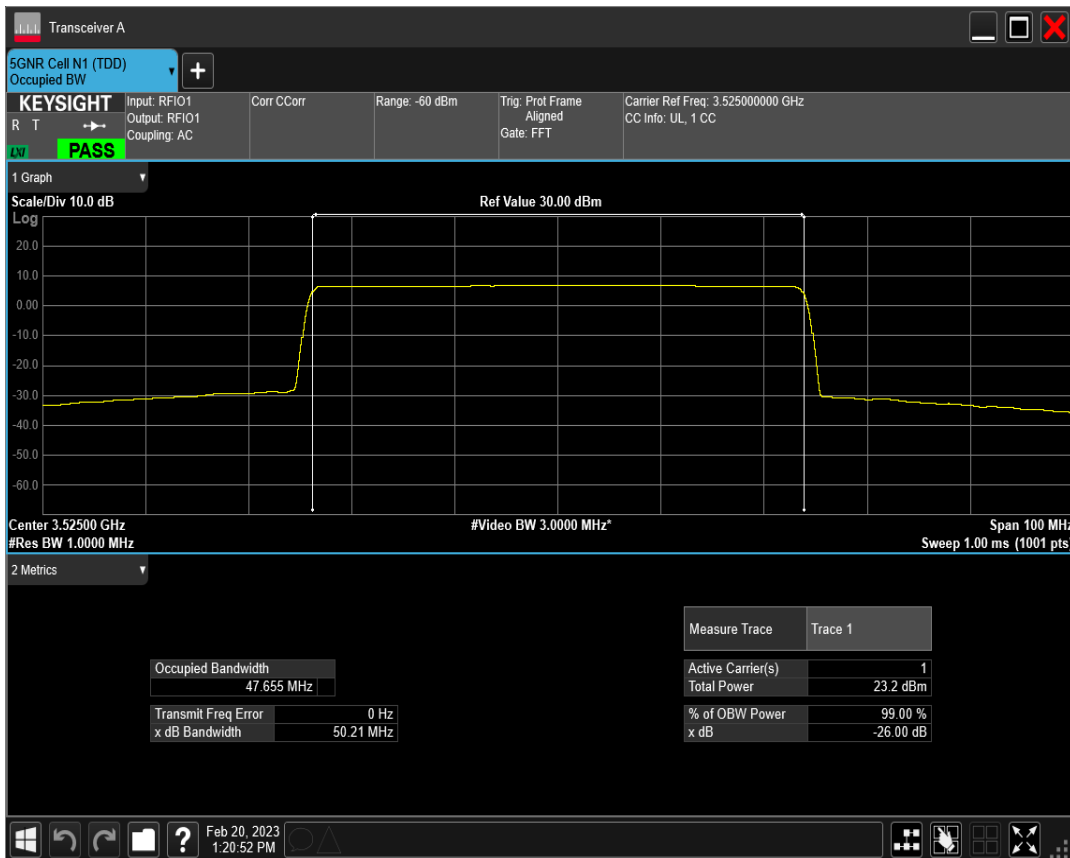 Transceiver A
5GNR Cell N1 (TDD)
Occupied BW
+
KEYSIGHT
R T
LXI
PASS
Input: RFIO1
Output: RFIO1
Coupling: AC
Corr CCorr
Range: -60 dBm
Trig: Prot Frame
Aligned
Gate: FFT
Carrier Ref Freq: 3.525000000 GHz
CC Info: UL, 1 CC
1 Graph
Scale/Div 10.0 dB
Ref Value 30.00 dBm
Log
20.0
10.0
0.00
-10.0
-20.0
-30.0
-40.0
-50.0
-60.0
Center 3.52500 GHz
#Video BW 3.0000 MHz*
Span 100 MHz
#Res BW 1.0000 MHz
Sweep 1.00 ms (1001 pts)
2 Metrics
Measure Trace Trace 1
Occupied Bandwidth
47.655 MHz
Active Carrier(s) 1
Total Power 23.2 dBm
Transmit Freq Error 0 Hz
x dB Bandwidth 50.21 MHz
% of OBW Power 99.00 %
x dB -26.00 dB
?
Feb 20, 2023
1:20:52 PM